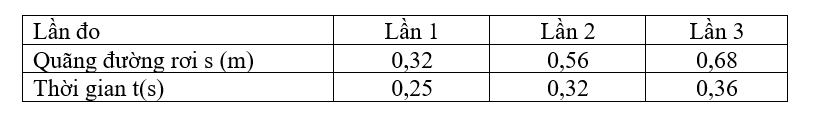 Lần đo Lần 1 Lần 2 Lần 3
Quãng đường rơi s (m) 0,32 0,56 0,68
Thời gian t(s) 0,25 0,32 0,36